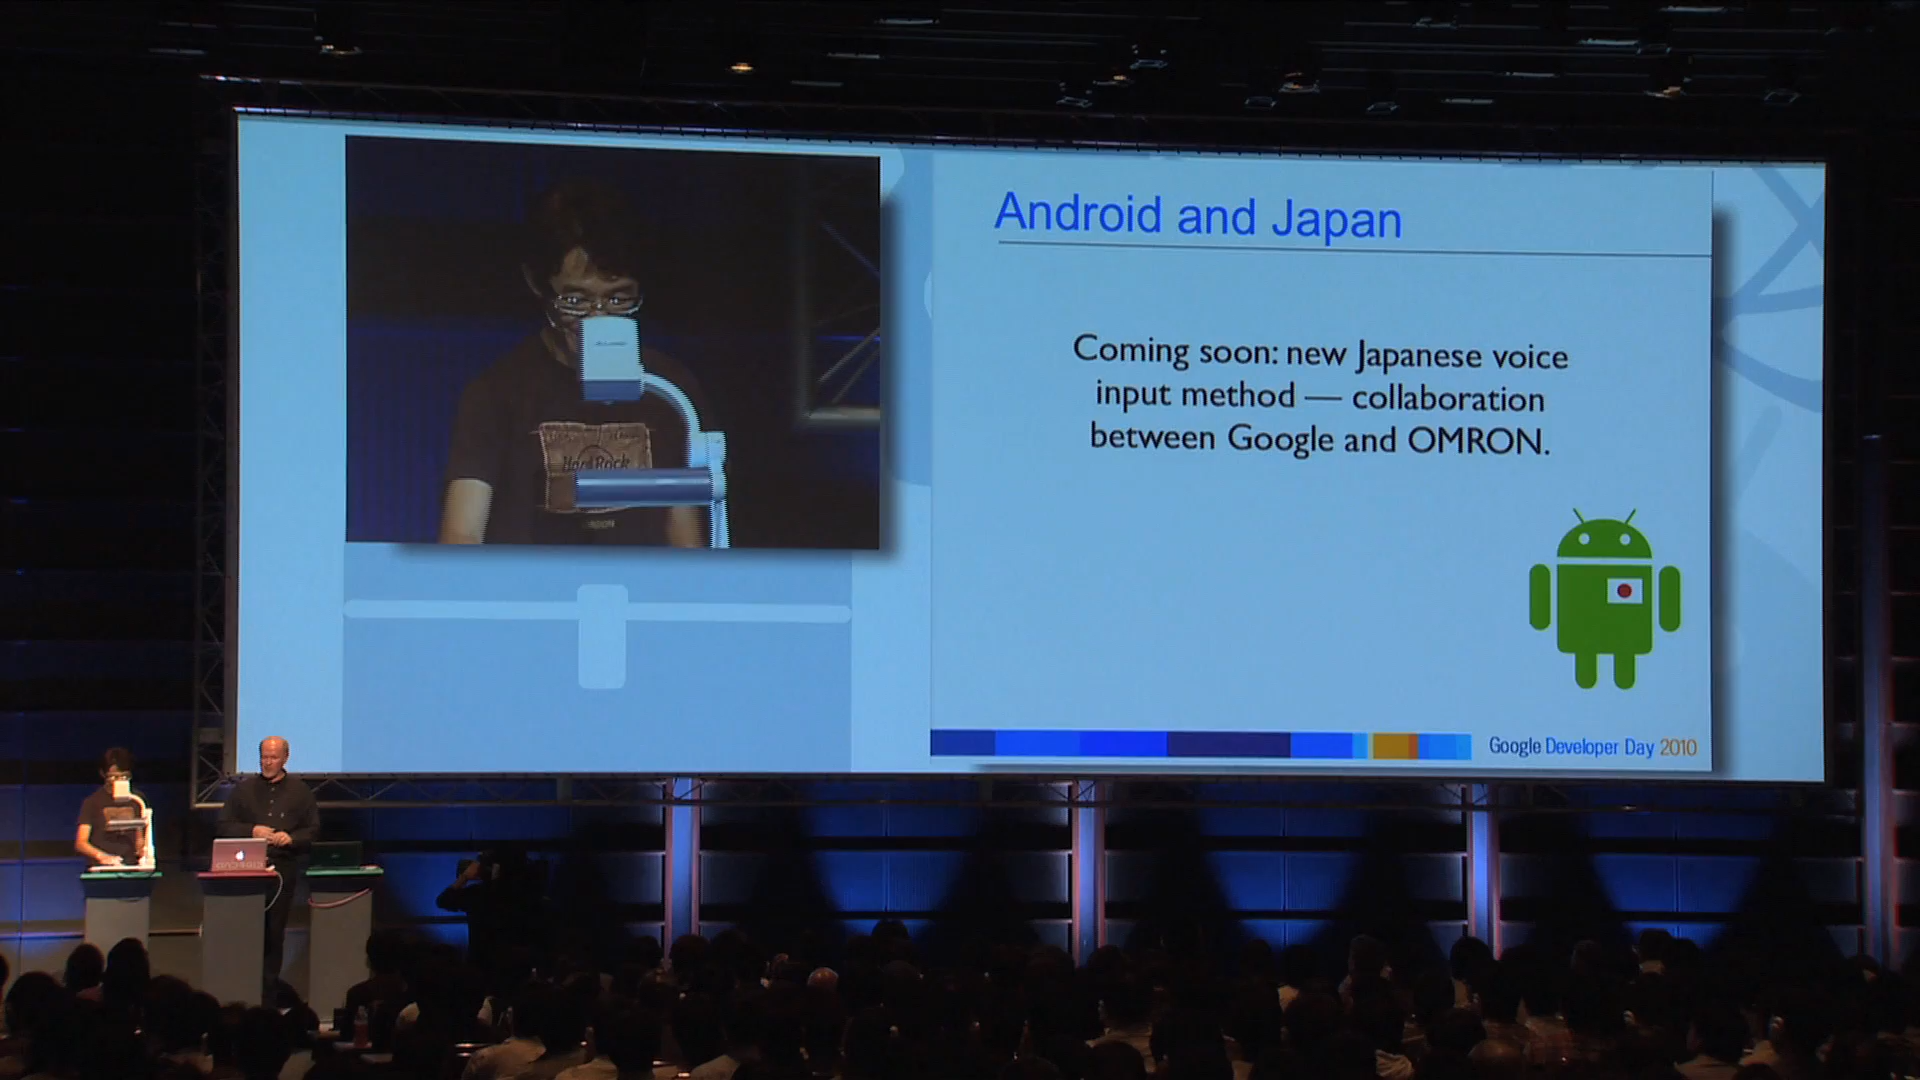 Android and Japan
Coming soon: new Japanese voice
input method — collaboration
between Google and OMRON.
Google Developer Day 2010
Hard Rock